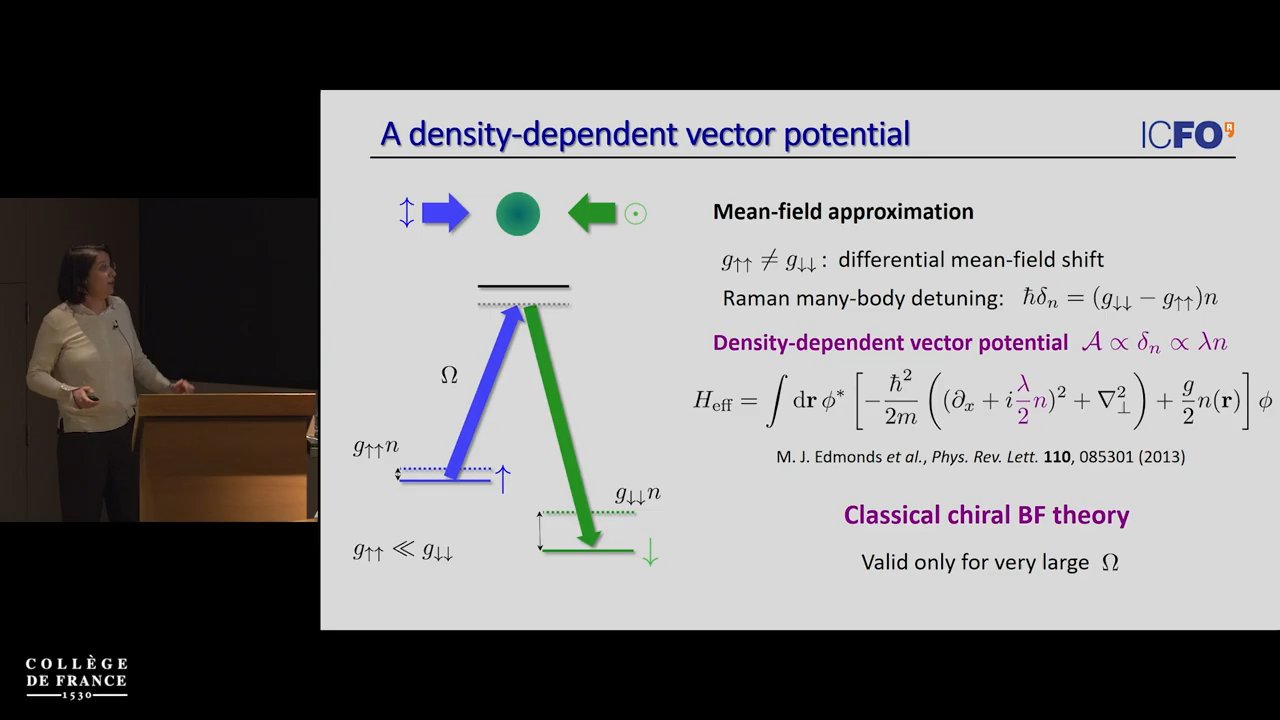 A density-dependent vector potential
ICFO
Mean-field approximation
g↑↑ ≠ g↓↓ : differential mean-field shift
Raman many-body detuning: ħδₙ = (g↓↓ − g↑↑)n
Density-dependent vector potential 𝒜 ∝ δₙ ∝ λn
H_eff = ∫ dr ϕ* [ −ħ²/2m ( (∂ₓ + i λ/2 n)² + ∇²_⊥ ) + g/2 n(r) ] ϕ
M. J. Edmonds et al., Phys. Rev. Lett. 110, 085301 (2013)
Classical chiral BF theory
Valid only for very large Ω
Ω
g↑↑n
↑
g↓↓n
↓
g↑↑ ≪ g↓↓
COLLÈGE
DE FRANCE
1530